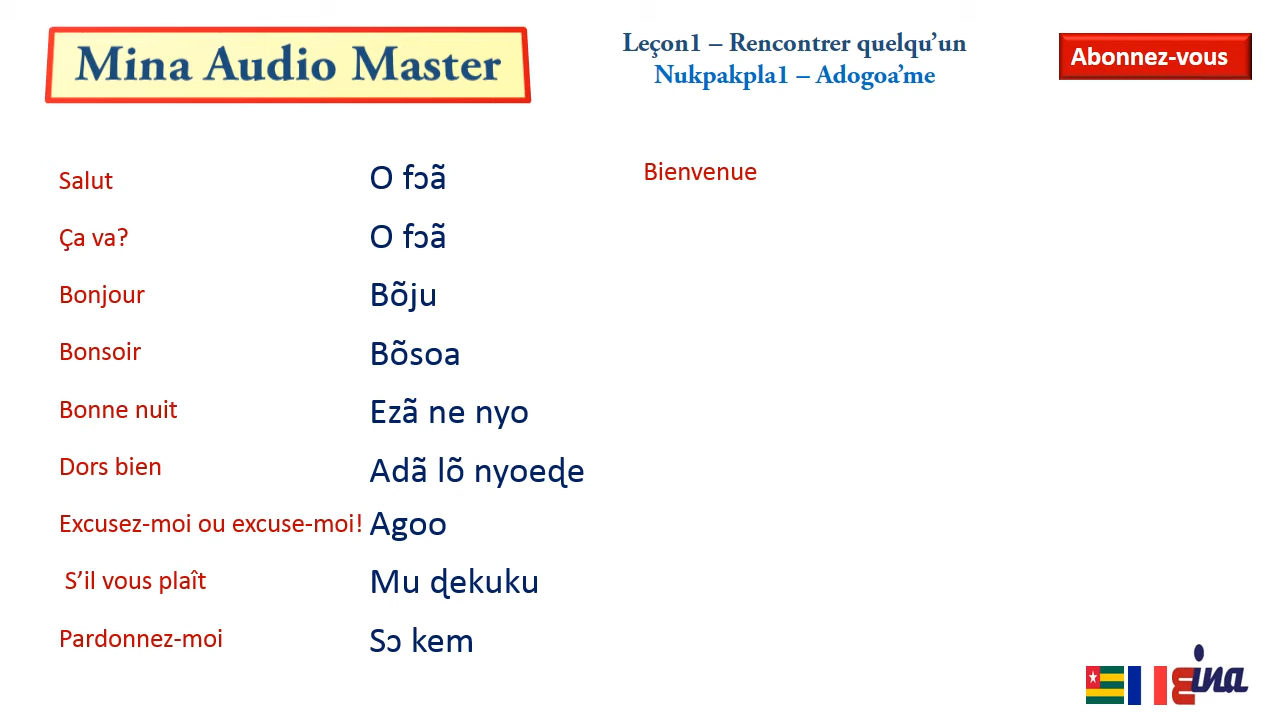 Mina Audio Master
Leçon1 – Rencontrer quelqu’un
Nukpakpla1 – Adogoa’me
Abonnez-vous
Salut
O fɔã
Ça va?
O fɔã
Bonjour
Bõju
Bonsoir
Bõsoa
Bonne nuit
Ezã ne nyo
Dors bien
Adã lõ nyoeɖe
Excusez-moi ou excuse-moi!
Agoo
S’il vous plaît
Mu ɖekuku
Pardonnez-moi
Sɔ kem
Bienvenue
Mina